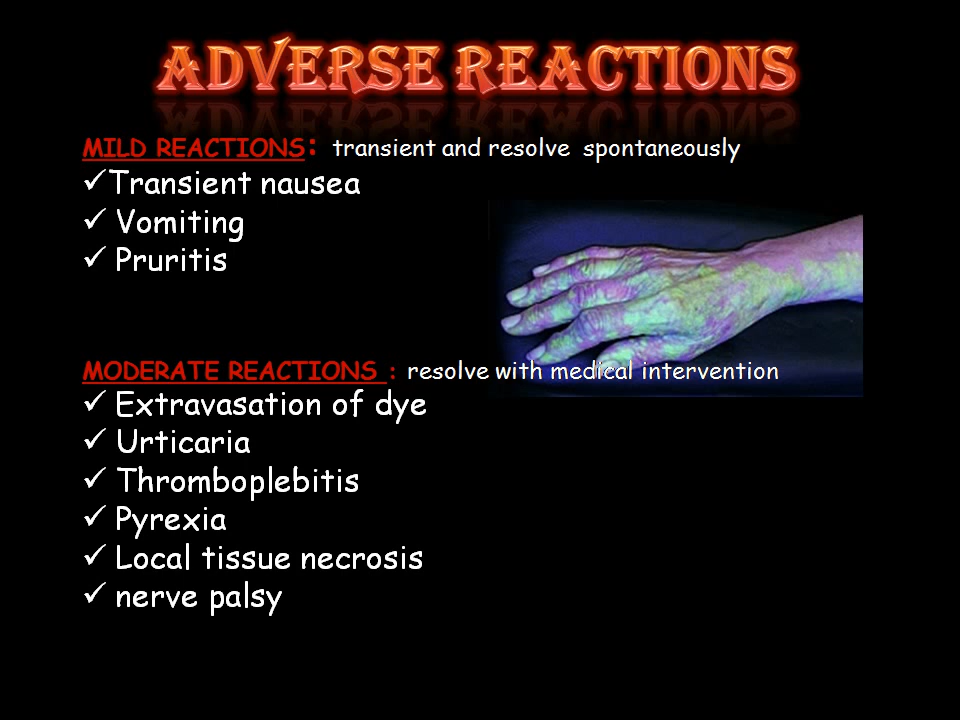 ADVERSE REACTIONS
MILD REACTIONS: transient and resolve spontaneously
✓Transient nausea
✓ Vomiting
✓ Pruritis
MODERATE REACTIONS : resolve with medical intervention
✓ Extravasation of dye
✓ Urticaria
✓ Thromboplebitis
✓ Pyrexia
✓ Local tissue necrosis
✓ nerve palsy